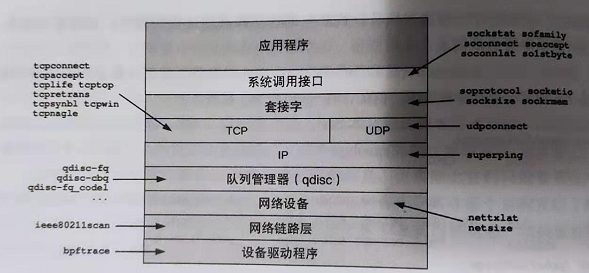 应用程序
系统调用接口
套接字
TCP
UDP
IP
队列管理器（qdisc）
网络设备
网络链路层
设备驱动程序
tcpconnect
tcpaccept
tcplife tcptop
tcpretrans
tcpsynbl tcpwin
tcpnagle
qdisc-fq
qdisc-cbq
qdisc-fq_codel
...
ieee80211scan
bpftrace
sockstat sofamily
soconnect soaccept
soconnlat so1stbyte
soprotocol socketio
socksize sockrmem
udpconnect
superping
nettxlat
netsize